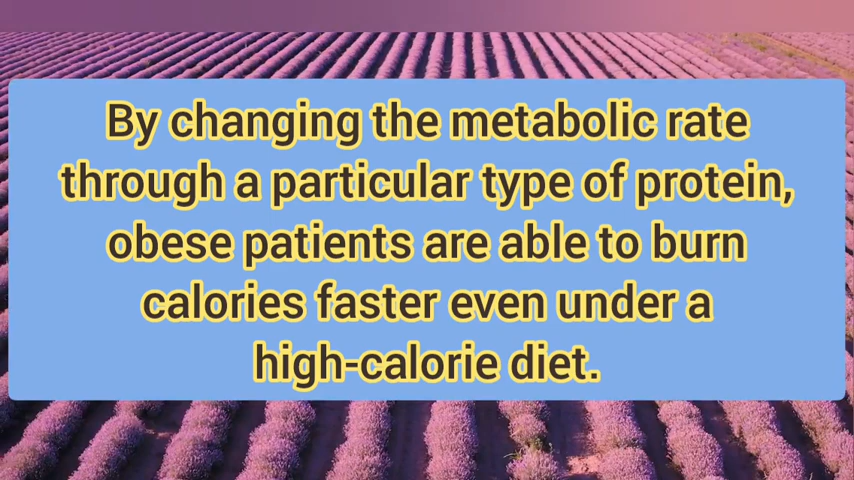 By changing the metabolic rate
through a particular type of protein,
obese patients are able to burn
calories faster even under a
high-calorie diet.